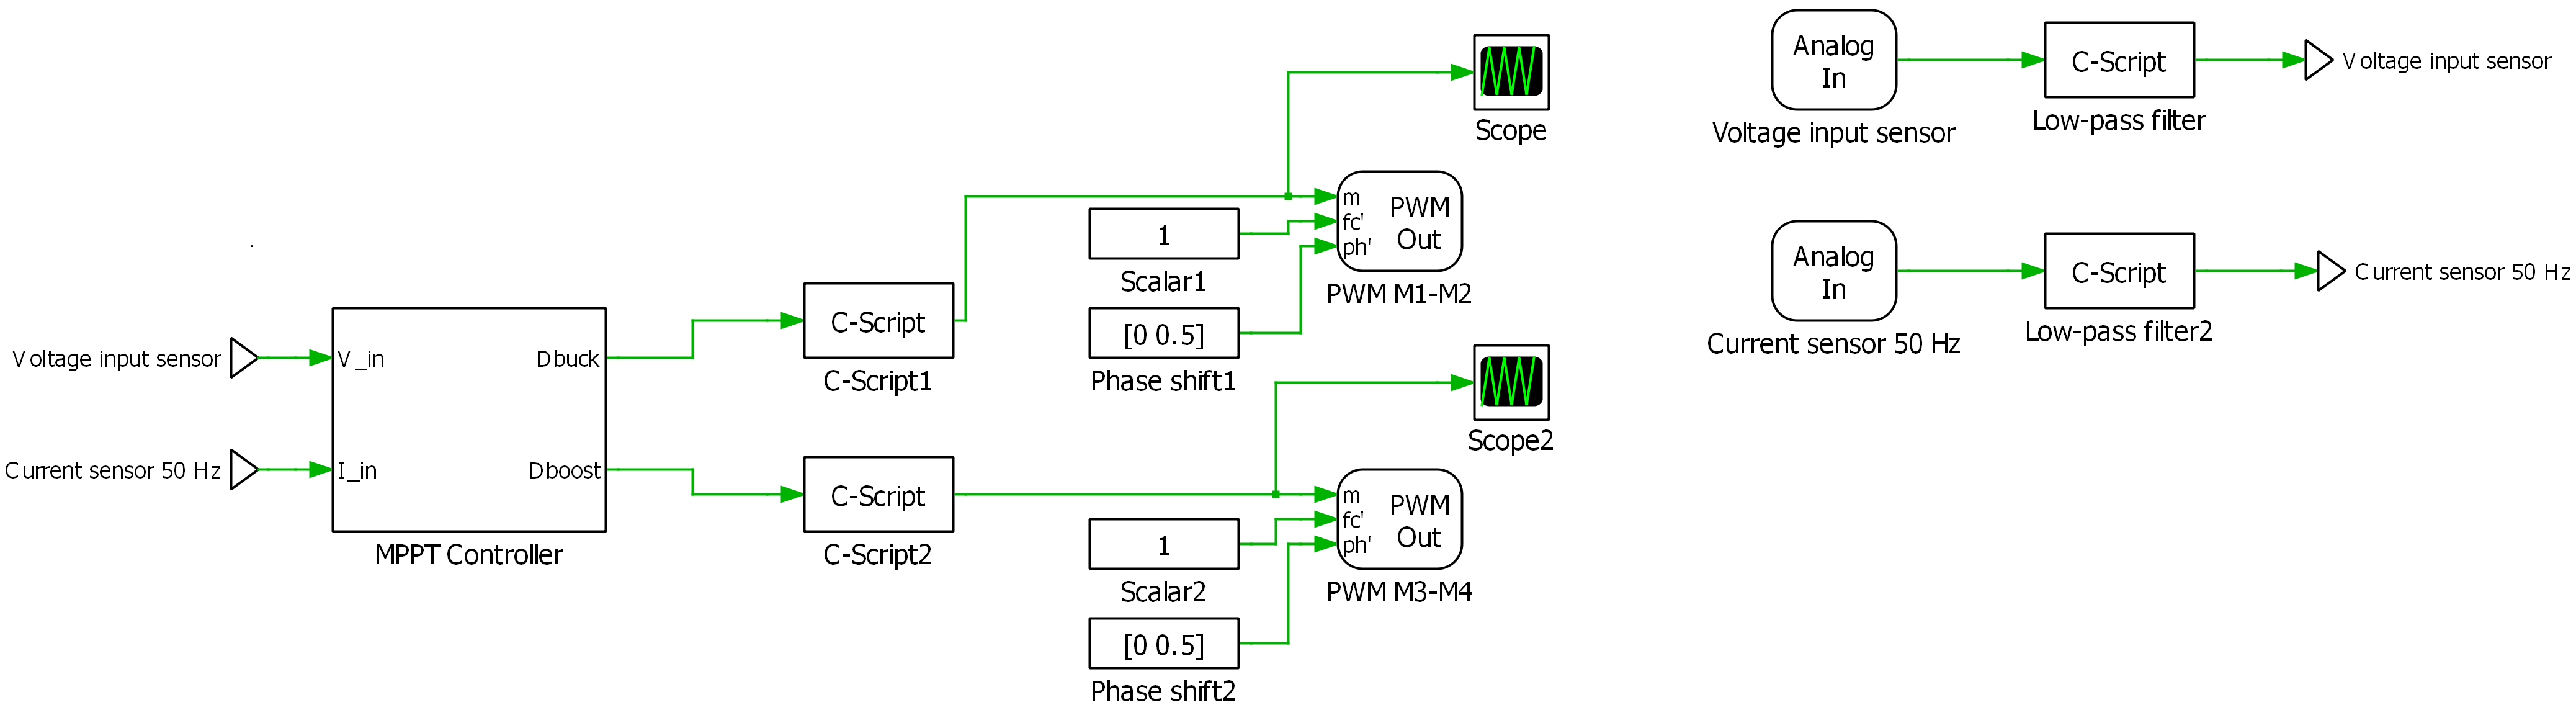 Voltage input sensor
Current sensor 50 Hz
V_in
I_in
Dbuck
Dboost
MPPT Controller
C-Script
C-Script1
C-Script
C-Script2
1
Scalar1
[0 0.5]
Phase shift1
Scope
m
fc'
ph'
PWM
Out
PWM M1-M2
1
Scalar2
[0 0.5]
Phase shift2
Scope2
m
fc'
ph'
PWM
Out
PWM M3-M4
Analog
In
Voltage input sensor
C-Script
Low-pass filter
Voltage input sensor
Analog
In
Current sensor 50 Hz
C-Script
Low-pass filter2
Current sensor 50 Hz